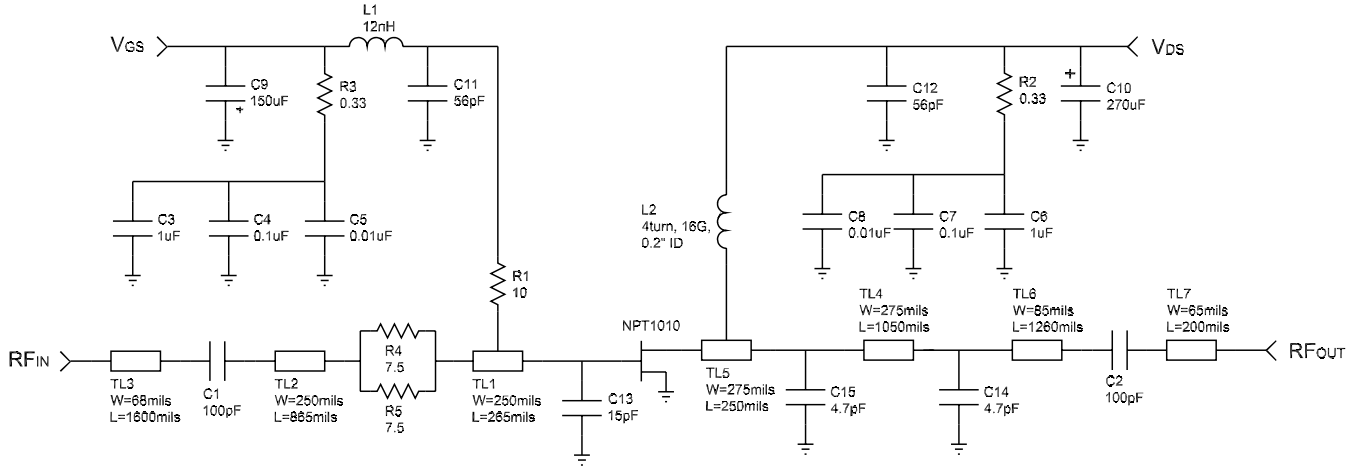 L1
12nH
VGS
VDS
C9
150uF
+
R3
0.33
C11
56pF
C12
56pF
R2
0.33
+
C10
270uF
C3
1uF
C4
0.1uF
C5
0.01uF
L2
4turn, 16G,
0.2" ID
C8
0.01uF
C7
0.1uF
C6
1uF
R1
10
NPT1010
TL4
W=275mils
L=1050mils
TL6
W=85mils
L=1260mils
TL7
W=65mils
L=200mils
RFIN
RFOUT
TL3
W=68mils
L=1600mils
C1
100pF
TL2
W=250mils
L=865mils
R4
7.5
R5
7.5
TL1
W=250mils
L=265mils
C13
15pF
TL5
W=275mils
L=250mils
C15
4.7pF
C14
4.7pF
C2
100pF